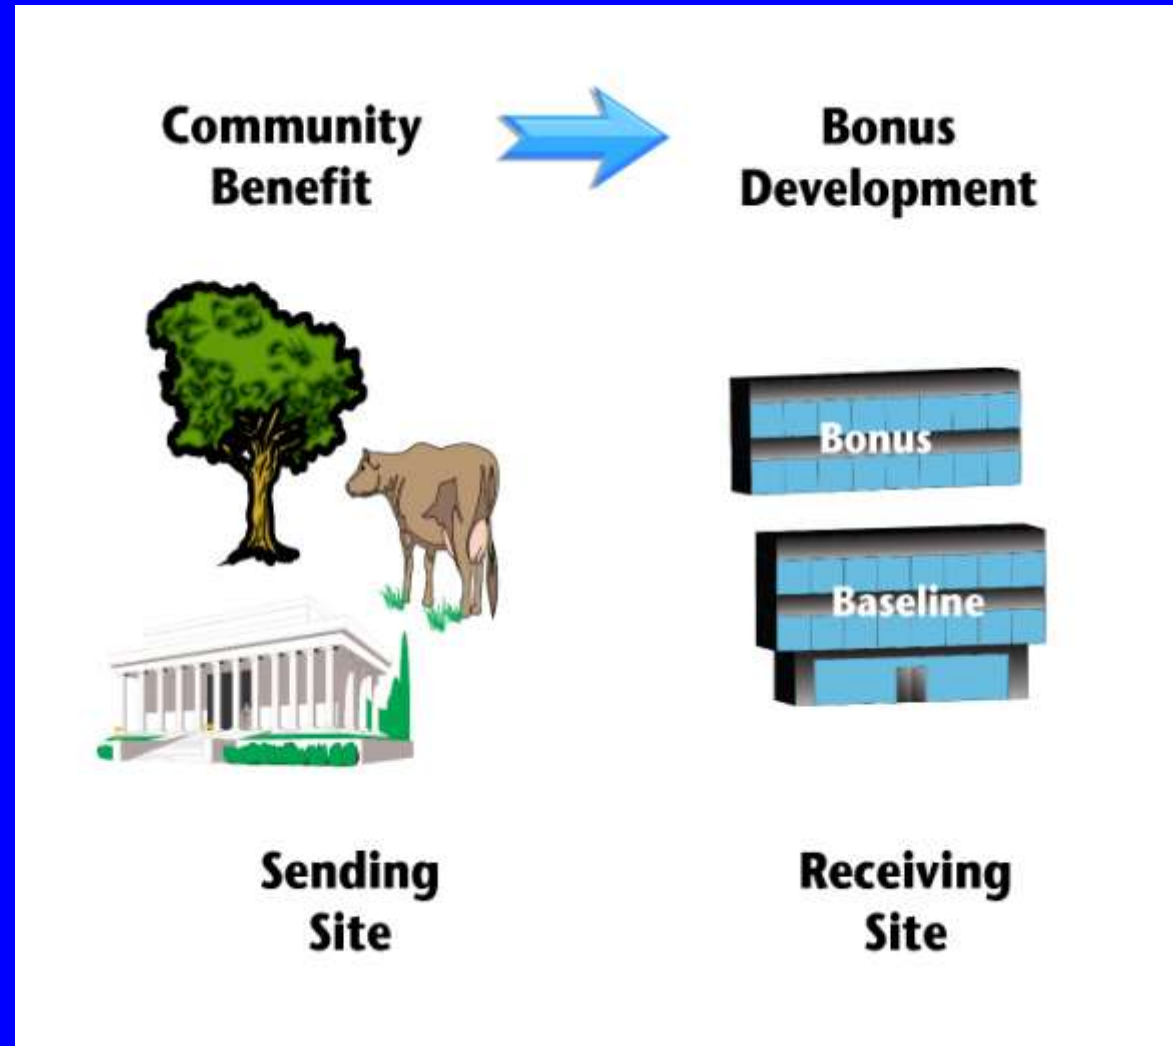 Community
Benefit
Bonus
Development
Bonus
Baseline
Sending
Site
Receiving
Site